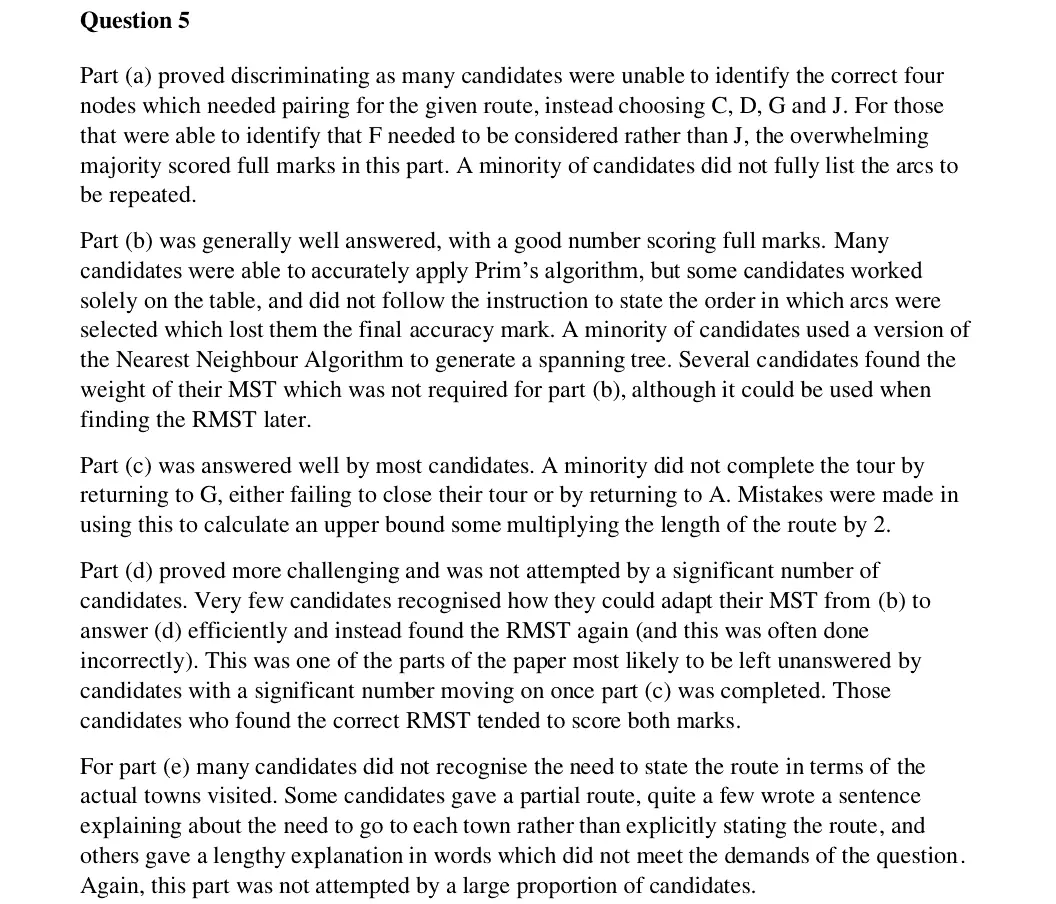 Question 5
Part (a) proved discriminating as many candidates were unable to identify the correct four
nodes which needed pairing for the given route, instead choosing C, D, G and J. For those
that were able to identify that F needed to be considered rather than J, the overwhelming
majority scored full marks in this part. A minority of candidates did not fully list the arcs to
be repeated.
Part (b) was generally well answered, with a good number scoring full marks. Many
candidates were able to accurately apply Prim’s algorithm, but some candidates worked
solely on the table, and did not follow the instruction to state the order in which arcs were
selected which lost them the final accuracy mark. A minority of candidates used a version of
the Nearest Neighbour Algorithm to generate a spanning tree. Several candidates found the
weight of their MST which was not required for part (b), although it could be used when
finding the RMST later.
Part (c) was answered well by most candidates. A minority did not complete the tour by
returning to G, either failing to close their tour or by returning to A. Mistakes were made in
using this to calculate an upper bound some multiplying the length of the route by 2.
Part (d) proved more challenging and was not attempted by a significant number of
candidates. Very few candidates recognised how they could adapt their MST from (b) to
answer (d) efficiently and instead found the RMST again (and this was often done
incorrectly). This was one of the parts of the paper most likely to be left unanswered by
candidates with a significant number moving on once part (c) was completed. Those
candidates who found the correct RMST tended to score both marks.
For part (e) many candidates did not recognise the need to state the route in terms of the
actual towns visited. Some candidates gave a partial route, quite a few wrote a sentence
explaining about the need to go to each town rather than explicitly stating the route, and
others gave a lengthy explanation in words which did not meet the demands of the question.
Again, this part was not attempted by a large proportion of candidates.